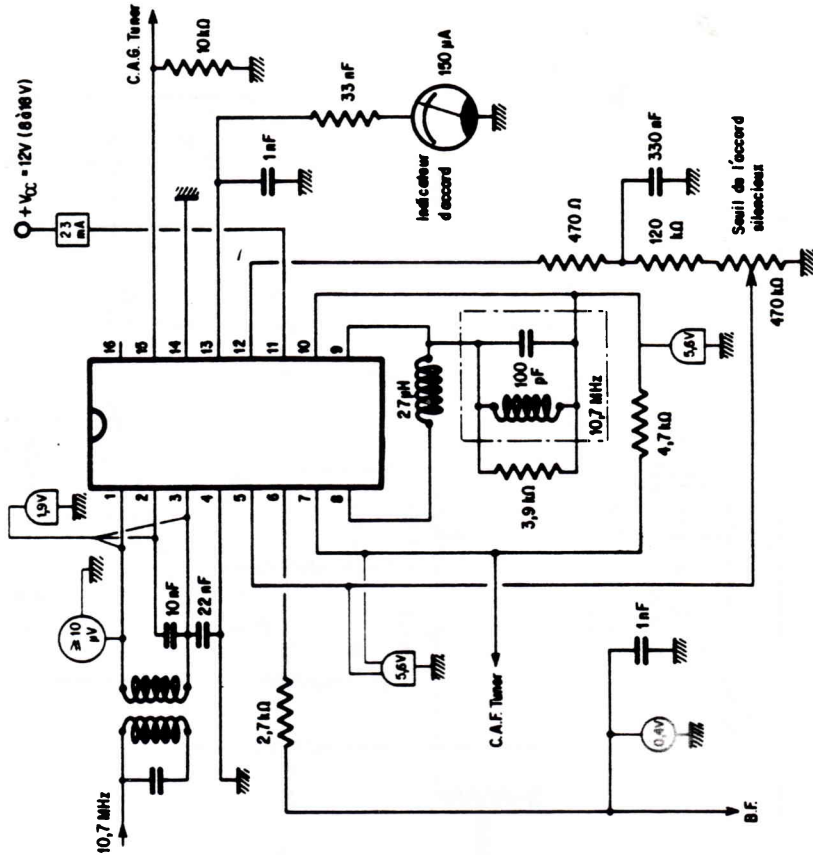 + Vcc = 12V (6 à 16 V)
23
mA
C.A.G. Tuner
10 kΩ
33 nF
150 µA
Indicateur
d'accord
1 nF
470 Ω
330 nF
120
kΩ
Seuil de l'accord
silencieux
470 kΩ
16
15
14
13
12
11
10
9
1
2
3
4
5
6
7
8
1,9V
≥ 10
µV
10 nF
22 nF
10,7 MHz
27 µH
100
pF
10,7 MHz
3,9 kΩ
4,7 kΩ
5,6V
5,6V
2,7 kΩ
C.A.F. Tuner
1 nF
0,4V
B.F.